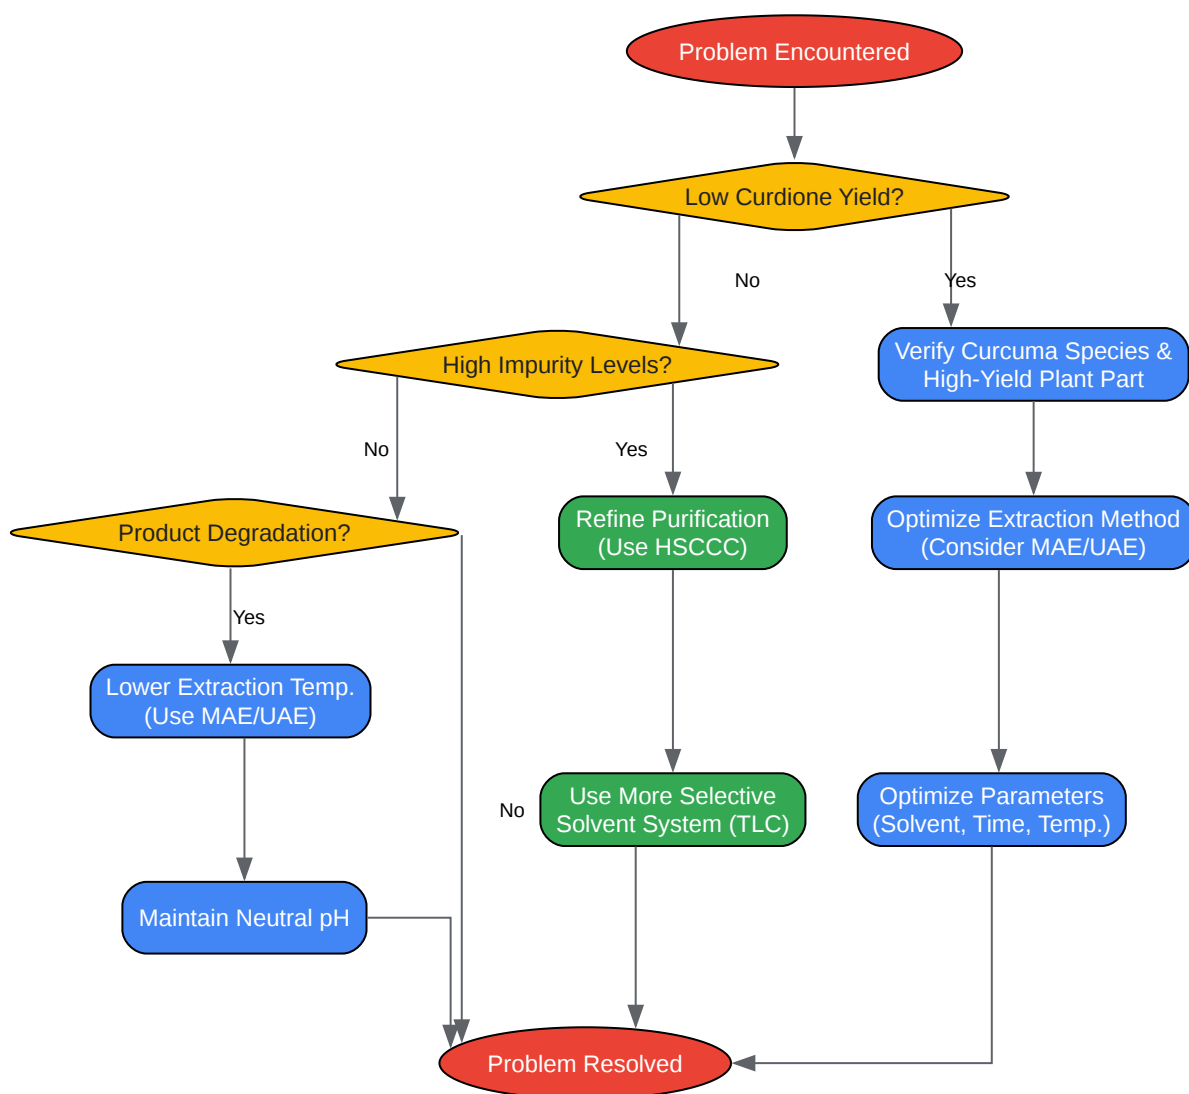 Problem Encountered
Low Curdione Yield?
No
Yes
High Impurity Levels?
Verify Curcuma Species &
High-Yield Plant Part
No
Yes
Product Degradation?
Refine Purification
(Use HSCCC)
Optimize Extraction Method
(Consider MAE/UAE)
Yes
Lower Extraction Temp.
(Use MAE/UAE)
No
Use More Selective
Solvent System (TLC)
Optimize Parameters
(Solvent, Time, Temp.)
Maintain Neutral pH
Problem Resolved